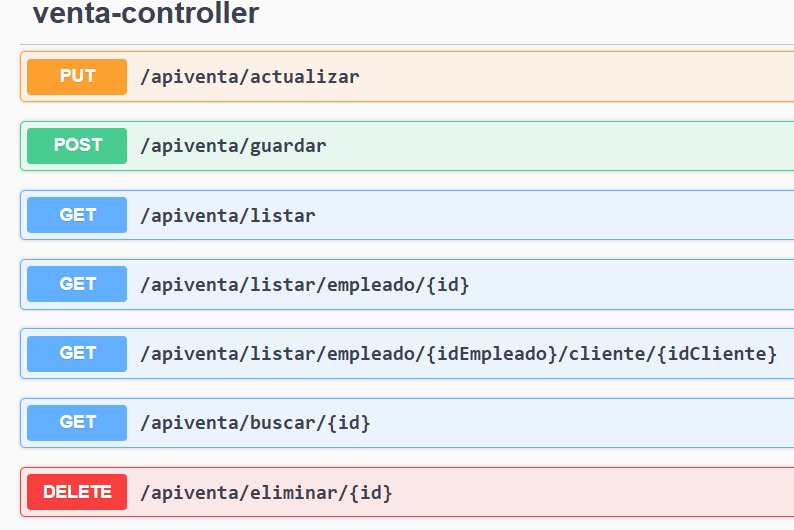 venta-controller
PUT /apiventa/actualizar
POST /apiventa/guardar
GET /apiventa/listar
GET /apiventa/listar/empleado/{id}
GET /apiventa/listar/empleado/{idEmpleado}/cliente/{idCliente}
GET /apiventa/buscar/{id}
DELETE /apiventa/eliminar/{id}